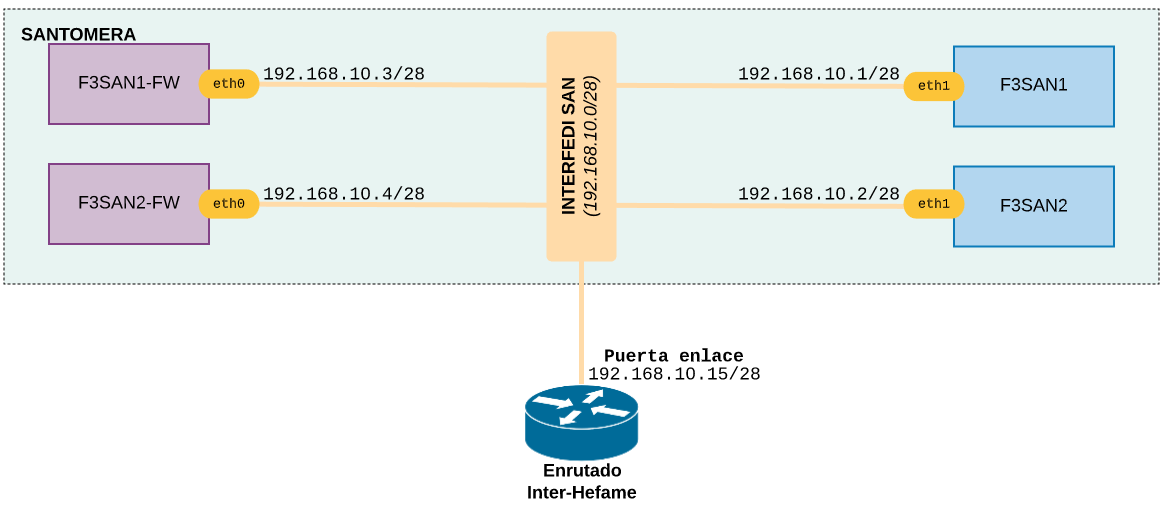 SANTOMERA
F3SAN1-FW
eth0
192.168.10.3/28
192.168.10.1/28
eth1
F3SAN1
INTERFEDI SAN
(192.168.10.0/28)
F3SAN2-FW
eth0
192.168.10.4/28
192.168.10.2/28
eth1
F3SAN2
Puerta enlace
192.168.10.15/28
Enrutado
Inter-Hefame